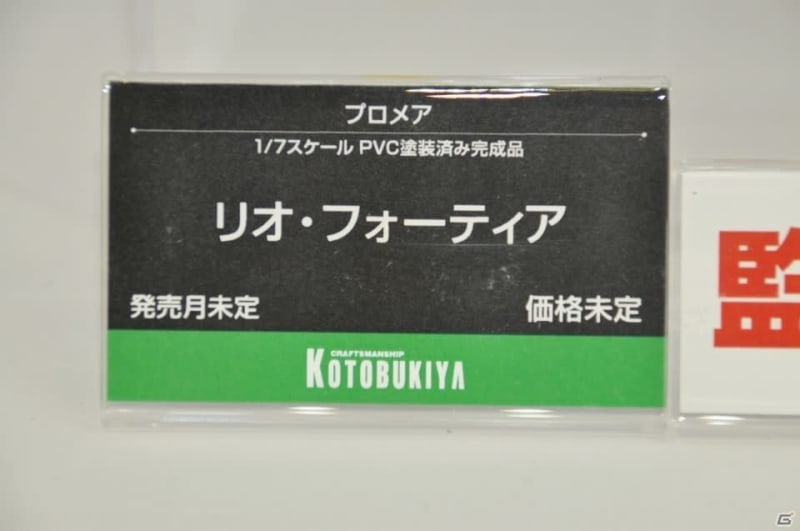 プロメア
1/7スケール PVC塗装済み完成品
リオ・フォーティア
発売月未定
価格未定
CRAFTSMANSHIP
KOTOBUKIYA